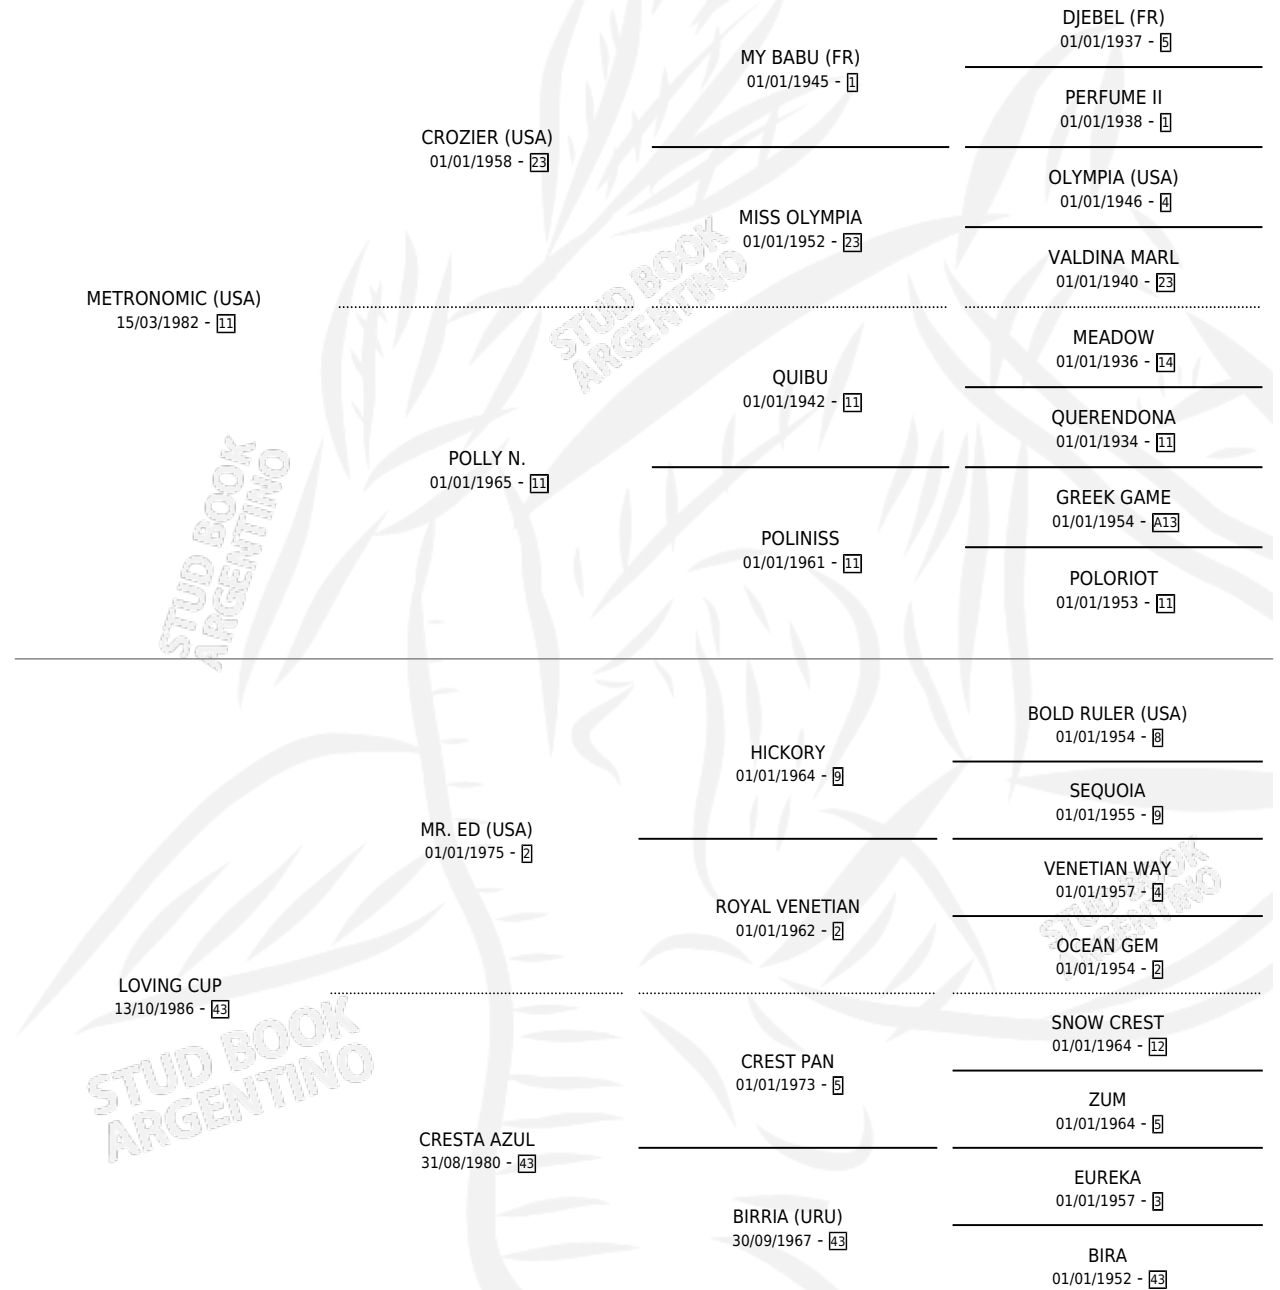 DJEBEL (FR)
01/01/1937 - 5
MY BABU (FR)
01/01/1945 - 1
PERFUME II
01/01/1938 - 1
CROZIER (USA)
01/01/1958 - 23
OLYMPIA (USA)
01/01/1946 - 4
MISS OLYMPIA
01/01/1952 - 23
VALDINA MARL
01/01/1940 - 23
METRONOMIC (USA)
15/03/1982 - 11
MEADOW
01/01/1936 - 14
QUIBU
01/01/1942 - 11
QUERENDONA
01/01/1934 - 11
POLLY N.
01/01/1965 - 11
GREEK GAME
01/01/1954 - A13
POLINISS
01/01/1961 - 11
POLORIOT
01/01/1953 - 11
STUD BOOK
ARGENTINO
STUD BOOK
ARGENTINO
BOLD RULER (USA)
01/01/1954 - 8
HICKORY
01/01/1964 - 9
SEQUOIA
01/01/1955 - 9
MR. ED (USA)
01/01/1975 - 2
VENETIAN WAY
01/01/1957 - 4
ROYAL VENETIAN
01/01/1962 - 2
OCEAN GEM
01/01/1954 - 2
STUD BOOK
ARGENTINO
LOVING CUP
13/10/1986 - 43
SNOW CREST
01/01/1964 - 12
CREST PAN
01/01/1973 - 5
ZUM
01/01/1964 - 5
CRESTA AZUL
31/08/1980 - 43
EUREKA
01/01/1957 - 3
BIRRIA (URU)
30/09/1967 - 43
BIRA
01/01/1952 - 43
STUD BOOK
ARGENTINO